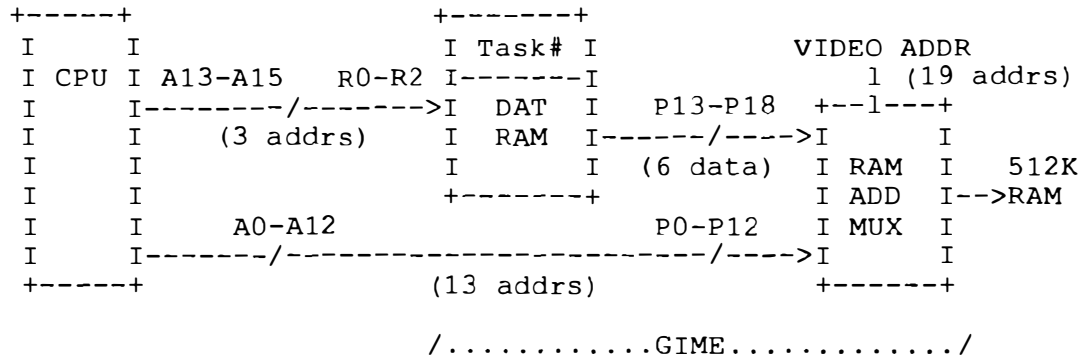 +-----+ +-------+
I I I Task# I VIDEO ADDR
I CPU I A13-A15 R0-R2 I-------I l (19 addrs)
I I--------/------->I DAT I P13-P18 +--l---+
I I (3 addrs) I RAM I------/---->I I
I I I I (6 data) I RAM I 512K
I I +-------+ I ADD I-->RAM
I I A0-A12 P0-P12 I MUX I
I I-------/-----------------------/---->I I
+-----+ (13 addrs) +------+
/............GIME............./